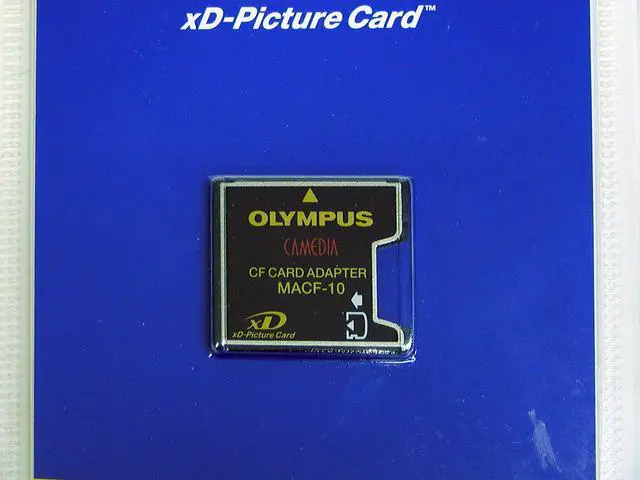 xD-Picture Card™
OLYMPUS
CAMEDIA
CF CARD ADAPTER
MACF-10
xD
xD-Picture Card